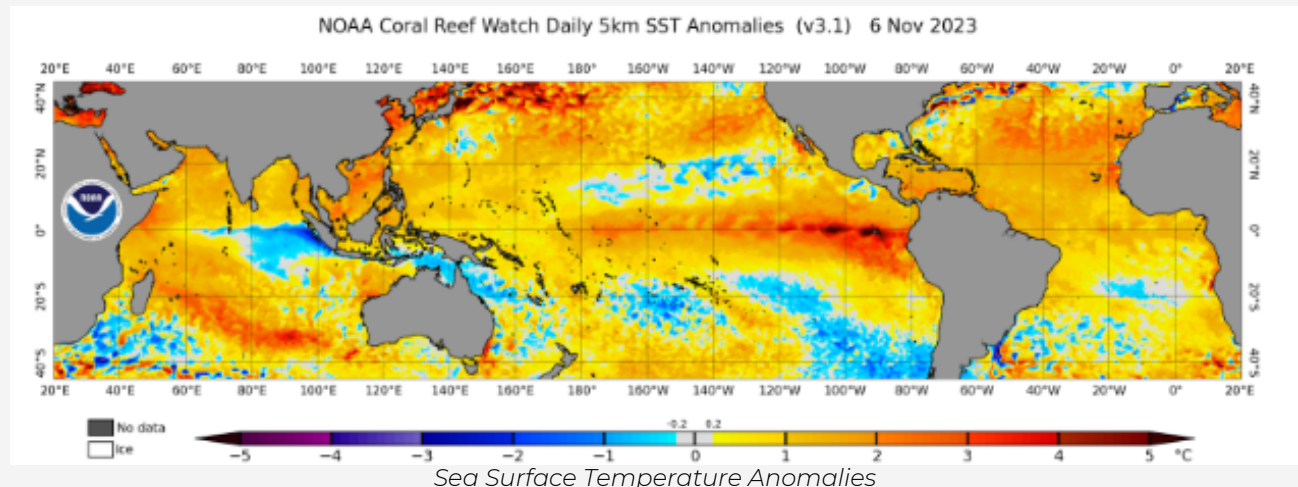 NOAA Coral Reef Watch Daily 5km SST Anomalies (v3.1) 6 Nov 2023
20°E 40°E 60°E 80°E 100°E 120°E 140°E 160°E 180° 160°W 140°W 120°W 100°W 80°W 60°W 40°W 20°W 0° 20°E
40°N 40°N
20°N 20°N
NOAA
0° 0°
20°S 20°S
40°S 40°S
20°E 40°E 60°E 80°E 100°E 120°E 140°E 160°E 180° 160°W 140°W 120°W 100°W 80°W 60°W 40°W 20°W 0° 20°E
No data
Ice
-0.2 0.2
−5 −4 −3 −2 −1 0 1 2 3 4 5 °C
Sea Surface Temperature Anomalies